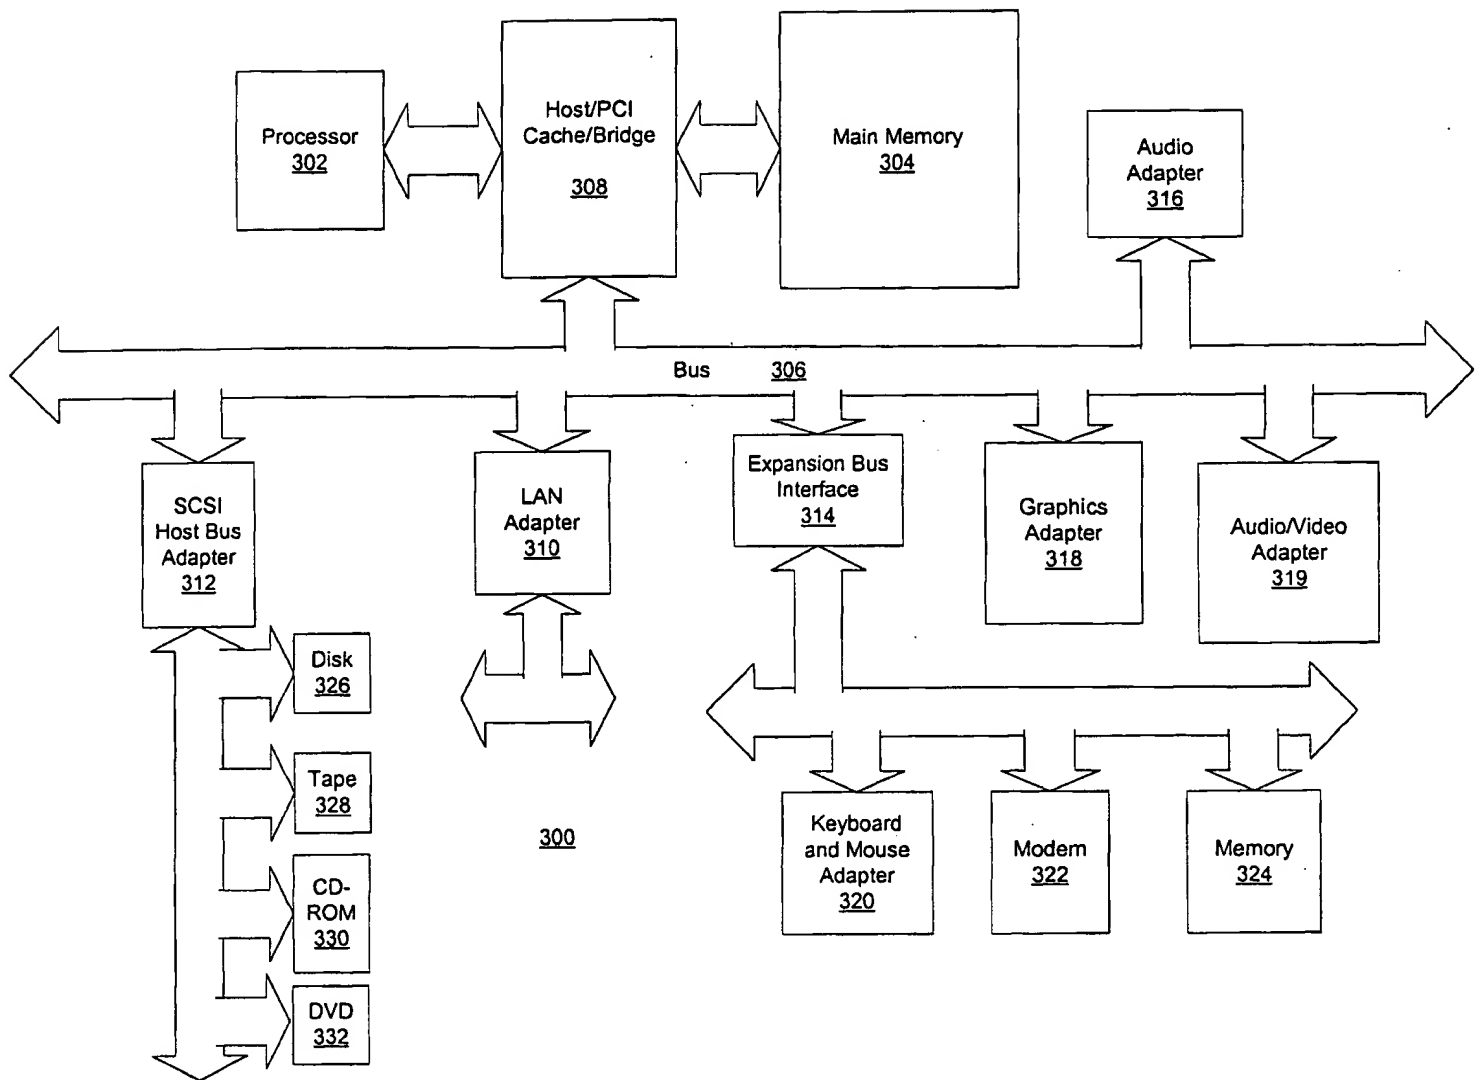 Processor
302
Host/PCI
Cache/Bridge
308
Main Memory
304
Audio
Adapter
316
Bus 306
SCSI
Host Bus
Adapter
312
LAN
Adapter
310
Expansion Bus
Interface
314
Graphics
Adapter
318
Audio/Video
Adapter
319
Disk
326
Tape
328
CD-
ROM
330
DVD
332
300
Keyboard
and Mouse
Adapter
320
Modem
322
Memory
324